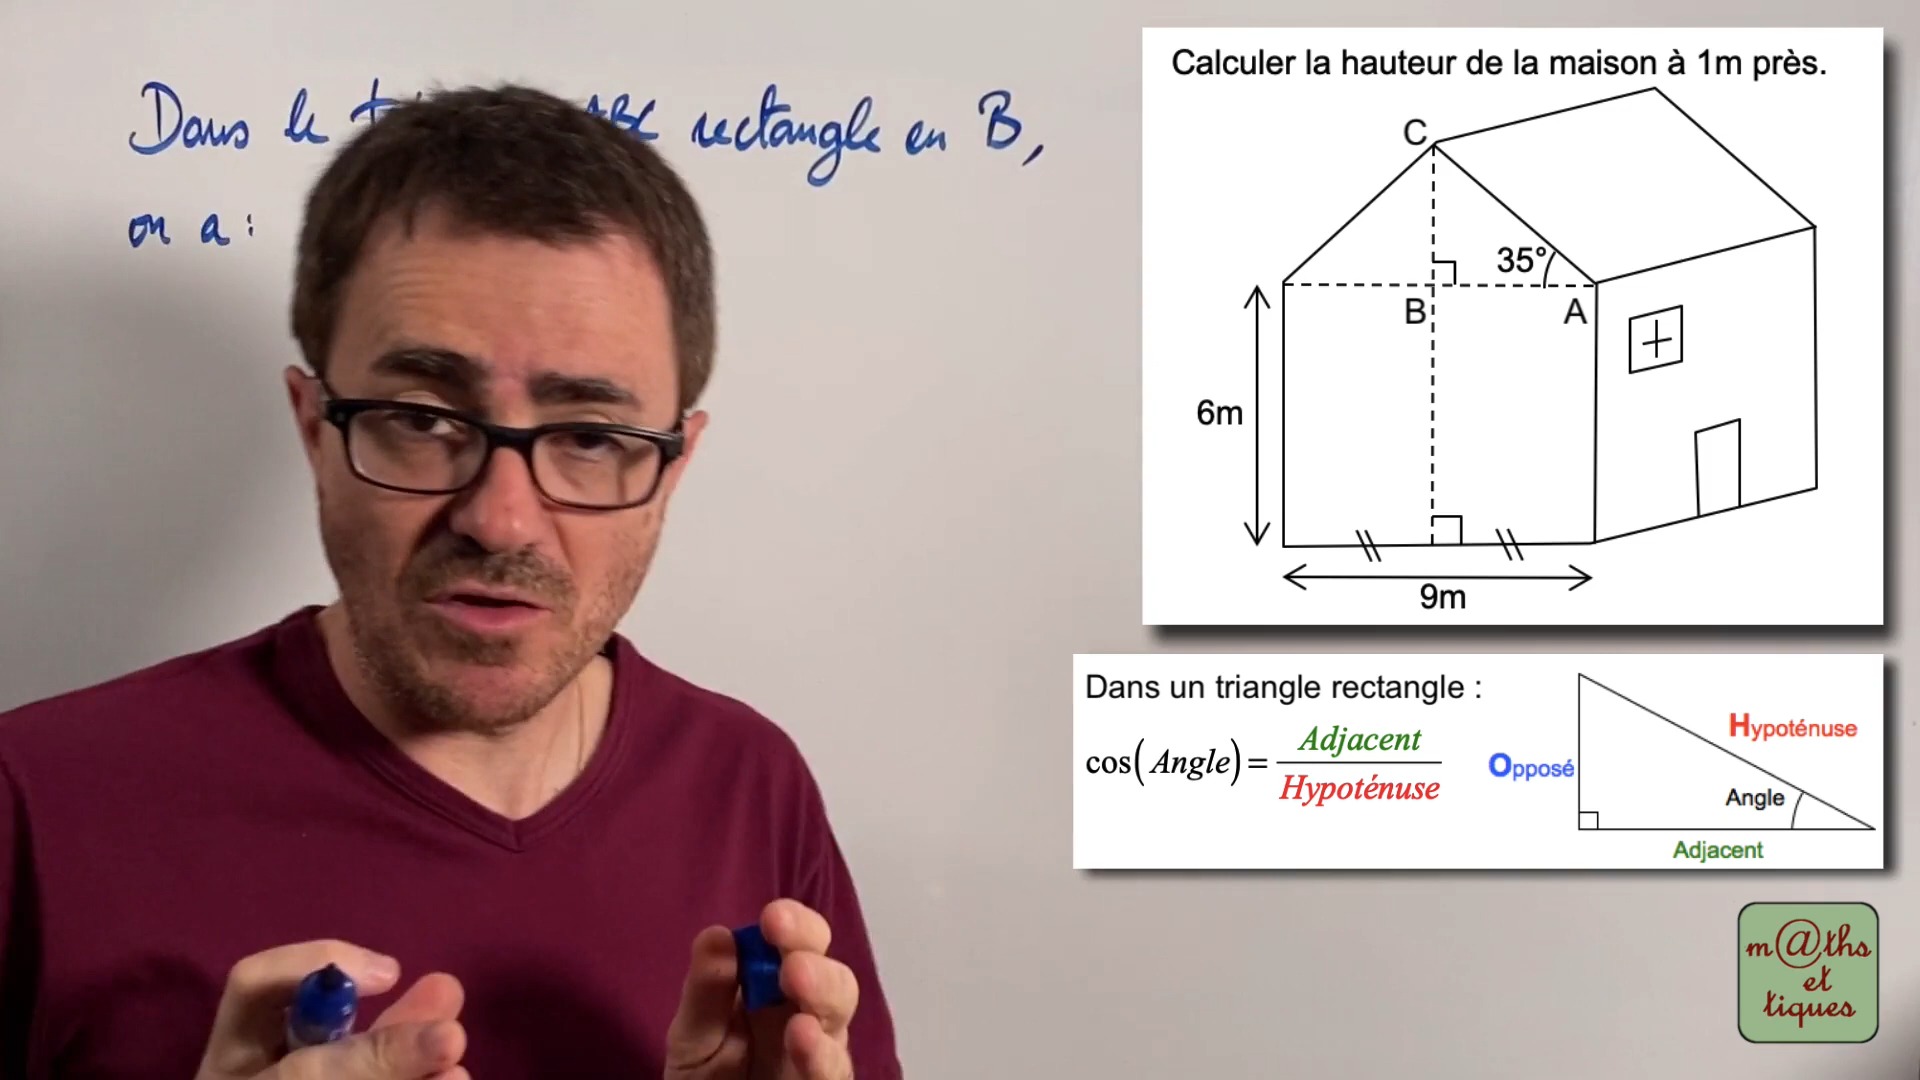 Dans le ABC rectangle en B,
on a :
Calculer la hauteur de la maison à 1m près.
C
35°
B
A
6m
9m
Dans un triangle rectangle :
cos(Angle) = Adjacent
Hypoténuse
Hypoténuse
Opposé
Angle
Adjacent
m@ths
et
tiques